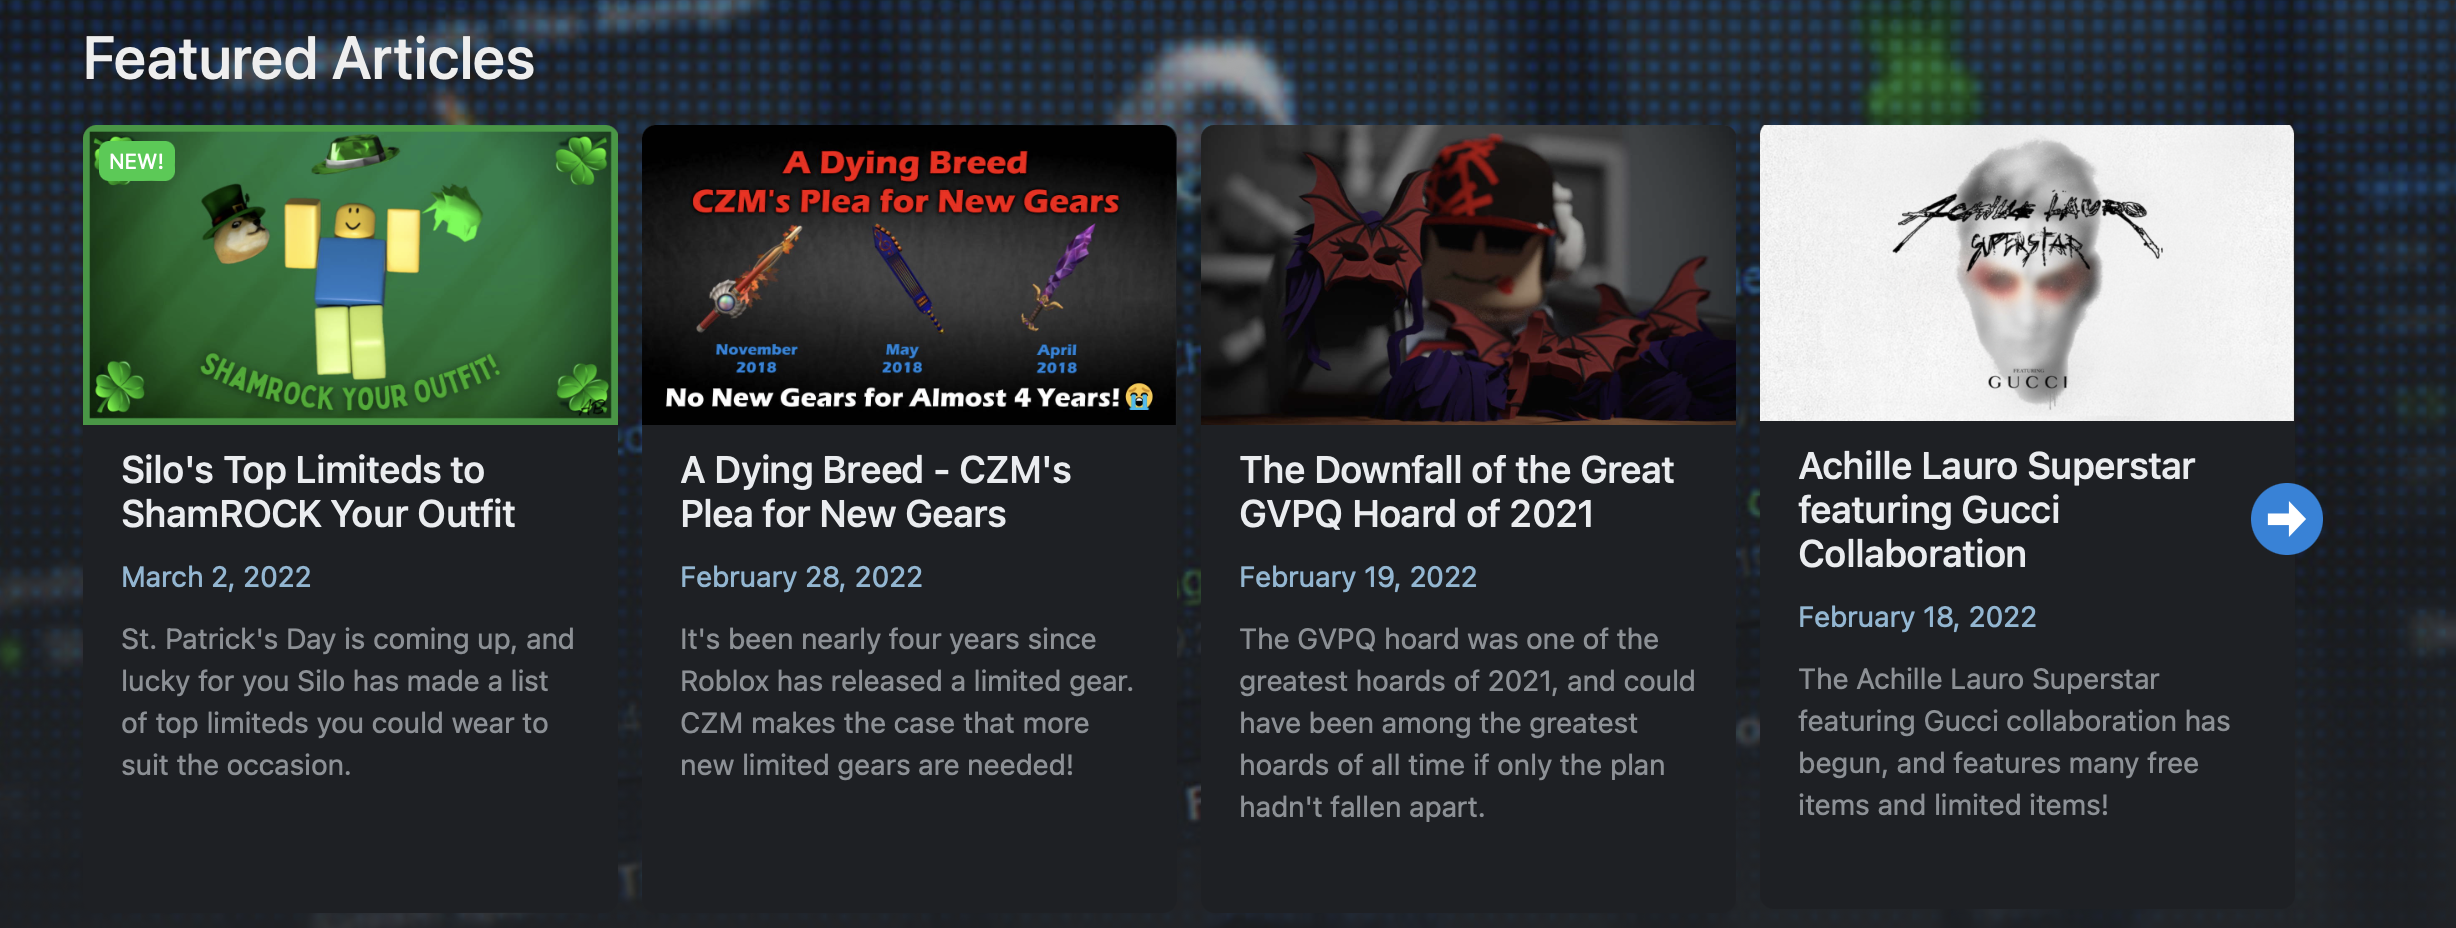 Featured Articles
NEW!
SHAMROCK YOUR OUTFIT!
Silo's Top Limiteds to
ShamROCK Your Outfit
March 2, 2022
St. Patrick's Day is coming up, and
lucky for you Silo has made a list
of top limiteds you could wear to
suit the occasion.
A Dying Breed
CZM's Plea for New Gears
November
2018
May
2018
April
2018
No New Gears for Almost 4 Years!😭
A Dying Breed - CZM's
Plea for New Gears
February 28, 2022
It's been nearly four years since
Roblox has released a limited gear.
CZM makes the case that more
new limited gears are needed!
The Downfall of the Great
GVPQ Hoard of 2021
February 19, 2022
The GVPQ hoard was one of the
greatest hoards of 2021, and could
have been among the greatest
hoards of all time if only the plan
hadn't fallen apart.
ACHILLE LAURO
SUPERSTAR
FEATURING
GUCCI
Achille Lauro Superstar
featuring Gucci
Collaboration
February 18, 2022
The Achille Lauro Superstar
featuring Gucci collaboration has
begun, and features many free
items and limited items!